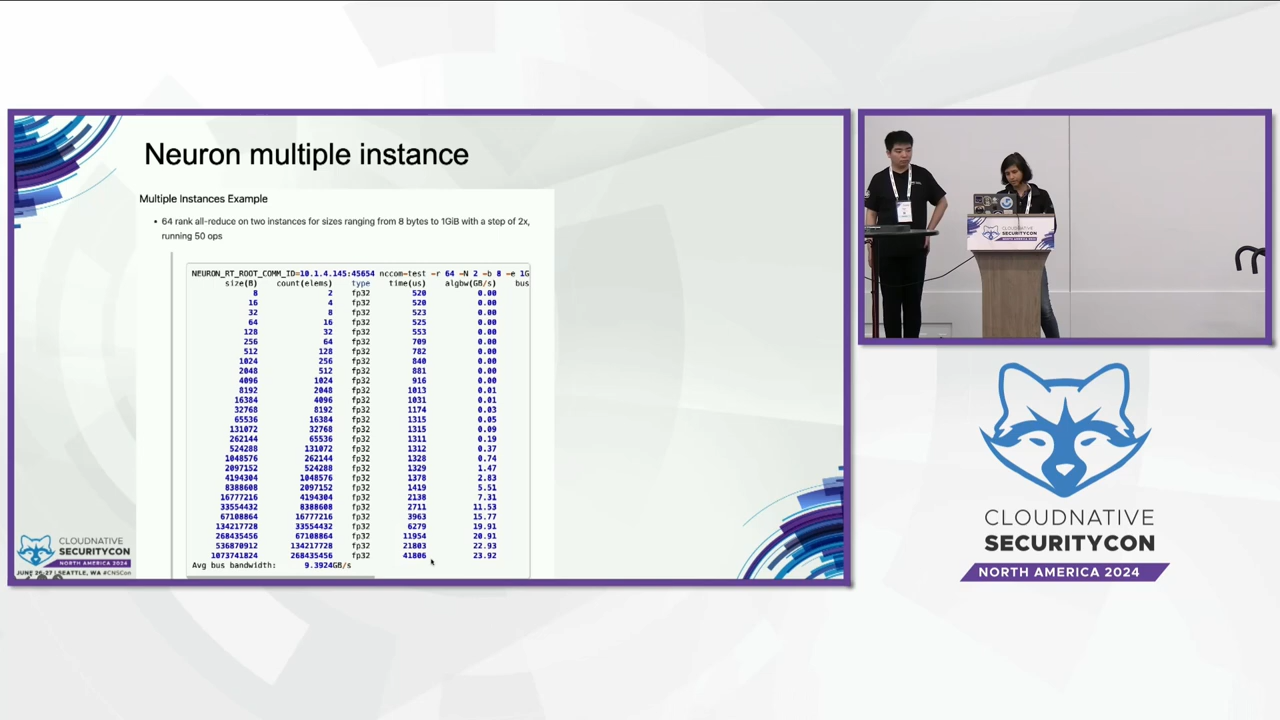 Neuron multiple instance
Multiple Instances Example
• 64 rank all-reduce on two instances for sizes ranging from 8 bytes to 1GiB with a step of 2x,
running 50 ops
NEURON_RT_ROOT_COMM_ID=10.1.4.145:45654 nccom-test -r 64 -N 2 -b 8 -e 1G
size(B) count(elems) type time(us) algbw(GB/s) bus
8 2 fp32 520 0.00
16 4 fp32 520 0.00
32 8 fp32 523 0.00
64 16 fp32 525 0.00
128 32 fp32 553 0.00
256 64 fp32 709 0.00
512 128 fp32 782 0.00
1024 256 fp32 840 0.00
2048 512 fp32 881 0.00
4096 1024 fp32 916 0.00
8192 2048 fp32 1013 0.01
16384 4096 fp32 1031 0.01
32768 8192 fp32 1174 0.03
65536 16384 fp32 1315 0.05
131072 32768 fp32 1315 0.09
262144 65536 fp32 1311 0.19
524288 131072 fp32 1312 0.37
1048576 262144 fp32 1328 0.74
2097152 524288 fp32 1329 1.47
4194304 1048576 fp32 1378 2.83
8388608 2097152 fp32 1419 5.51
16777216 4194304 fp32 2138 7.31
33554432 8388608 fp32 2711 11.53
67108864 16777216 fp32 3963 15.77
134217728 33554432 fp32 6279 19.91
268435456 67108864 fp32 11954 20.91
536870912 134217728 fp32 21803 22.93
1073741824 268435456 fp32 41806 23.92
Avg bus bandwidth: 9.3924GB/s
CLOUDNATIVE
SECURITYCON
NORTH AMERICA 2024
JUNE 26-27 | SEATTLE, WA #CNSCon
CLOUDNATIVE
SECURITYCON
CLOUDNATIVE
SECURITYCON
NORTH AMERICA 2024